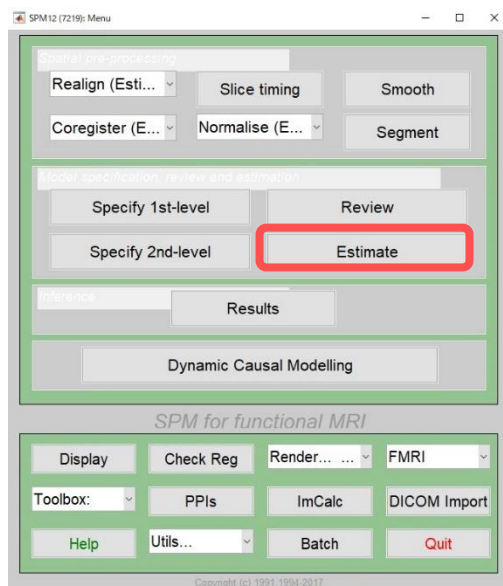 SPM12 (7219): Menu
Spatial pre-processing
Realign (Esti... Slice timing Smooth
Coregister (E... Normalise (E... Segment
Model specification, review and estimation
Specify 1st-level Review
Specify 2nd-level Estimate
Inference
Results
Dynamic Causal Modelling
SPM for functional MRI
Display Check Reg Render... ... FMRI
Toolbox: PPIs ImCalc DICOM Import
Help Utils... Batch Quit
Copyright (c) 1991,1994-2017